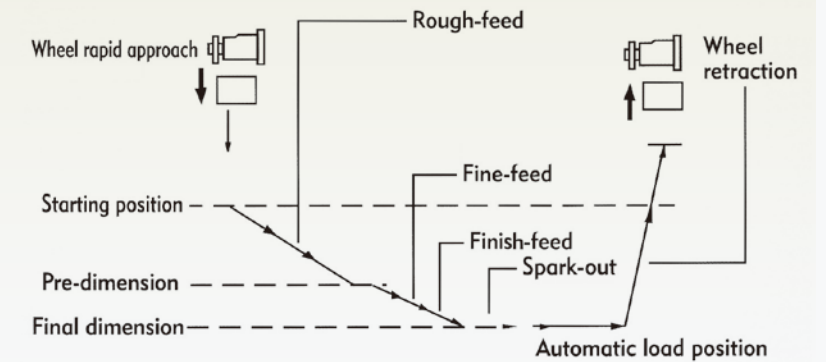 Rough-feed
Wheel rapid approach
Wheel
retraction
Fine-feed
Starting position
Finish-feed
Spark-out
Pre-dimension
Final dimension
Automatic load position